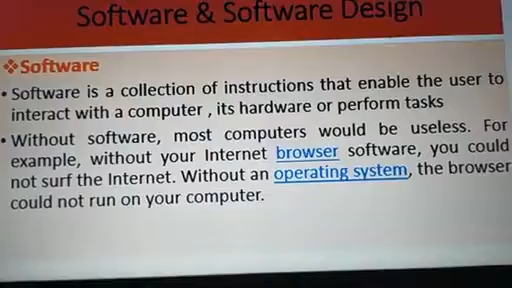 Software & Software Design
❖Software
• Software is a collection of instructions that enable the user to
interact with a computer , its hardware or perform tasks
• Without software, most computers would be useless. For
example, without your Internet browser software, you could
not surf the Internet. Without an operating system, the browser
could not run on your computer.